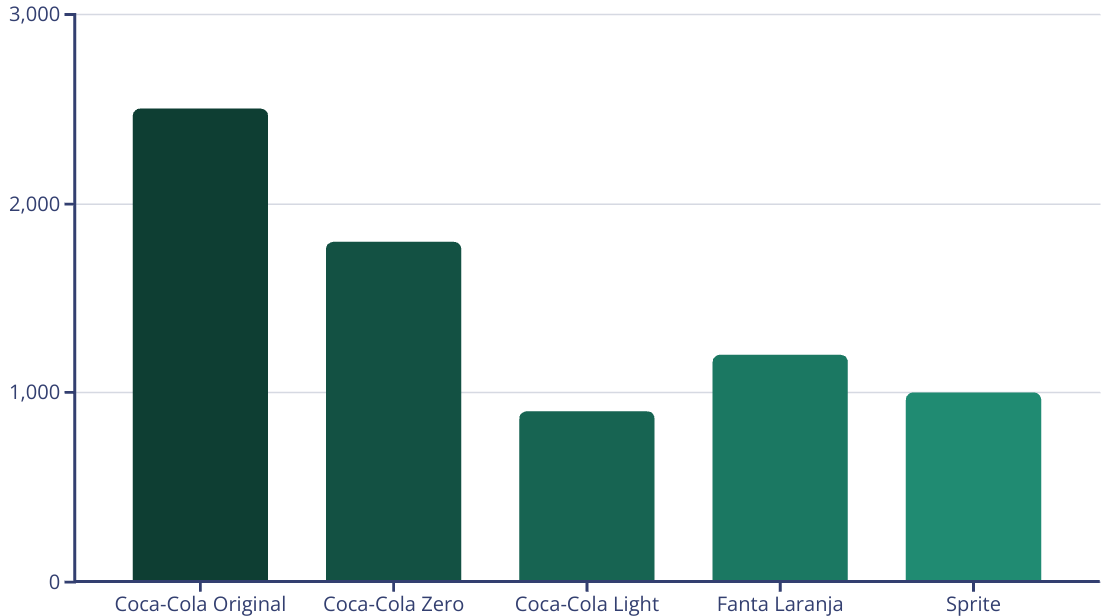 3,000
2,000
1,000
0
Coca-Cola Original Coca-Cola Zero Coca-Cola Light Fanta Laranja Sprite